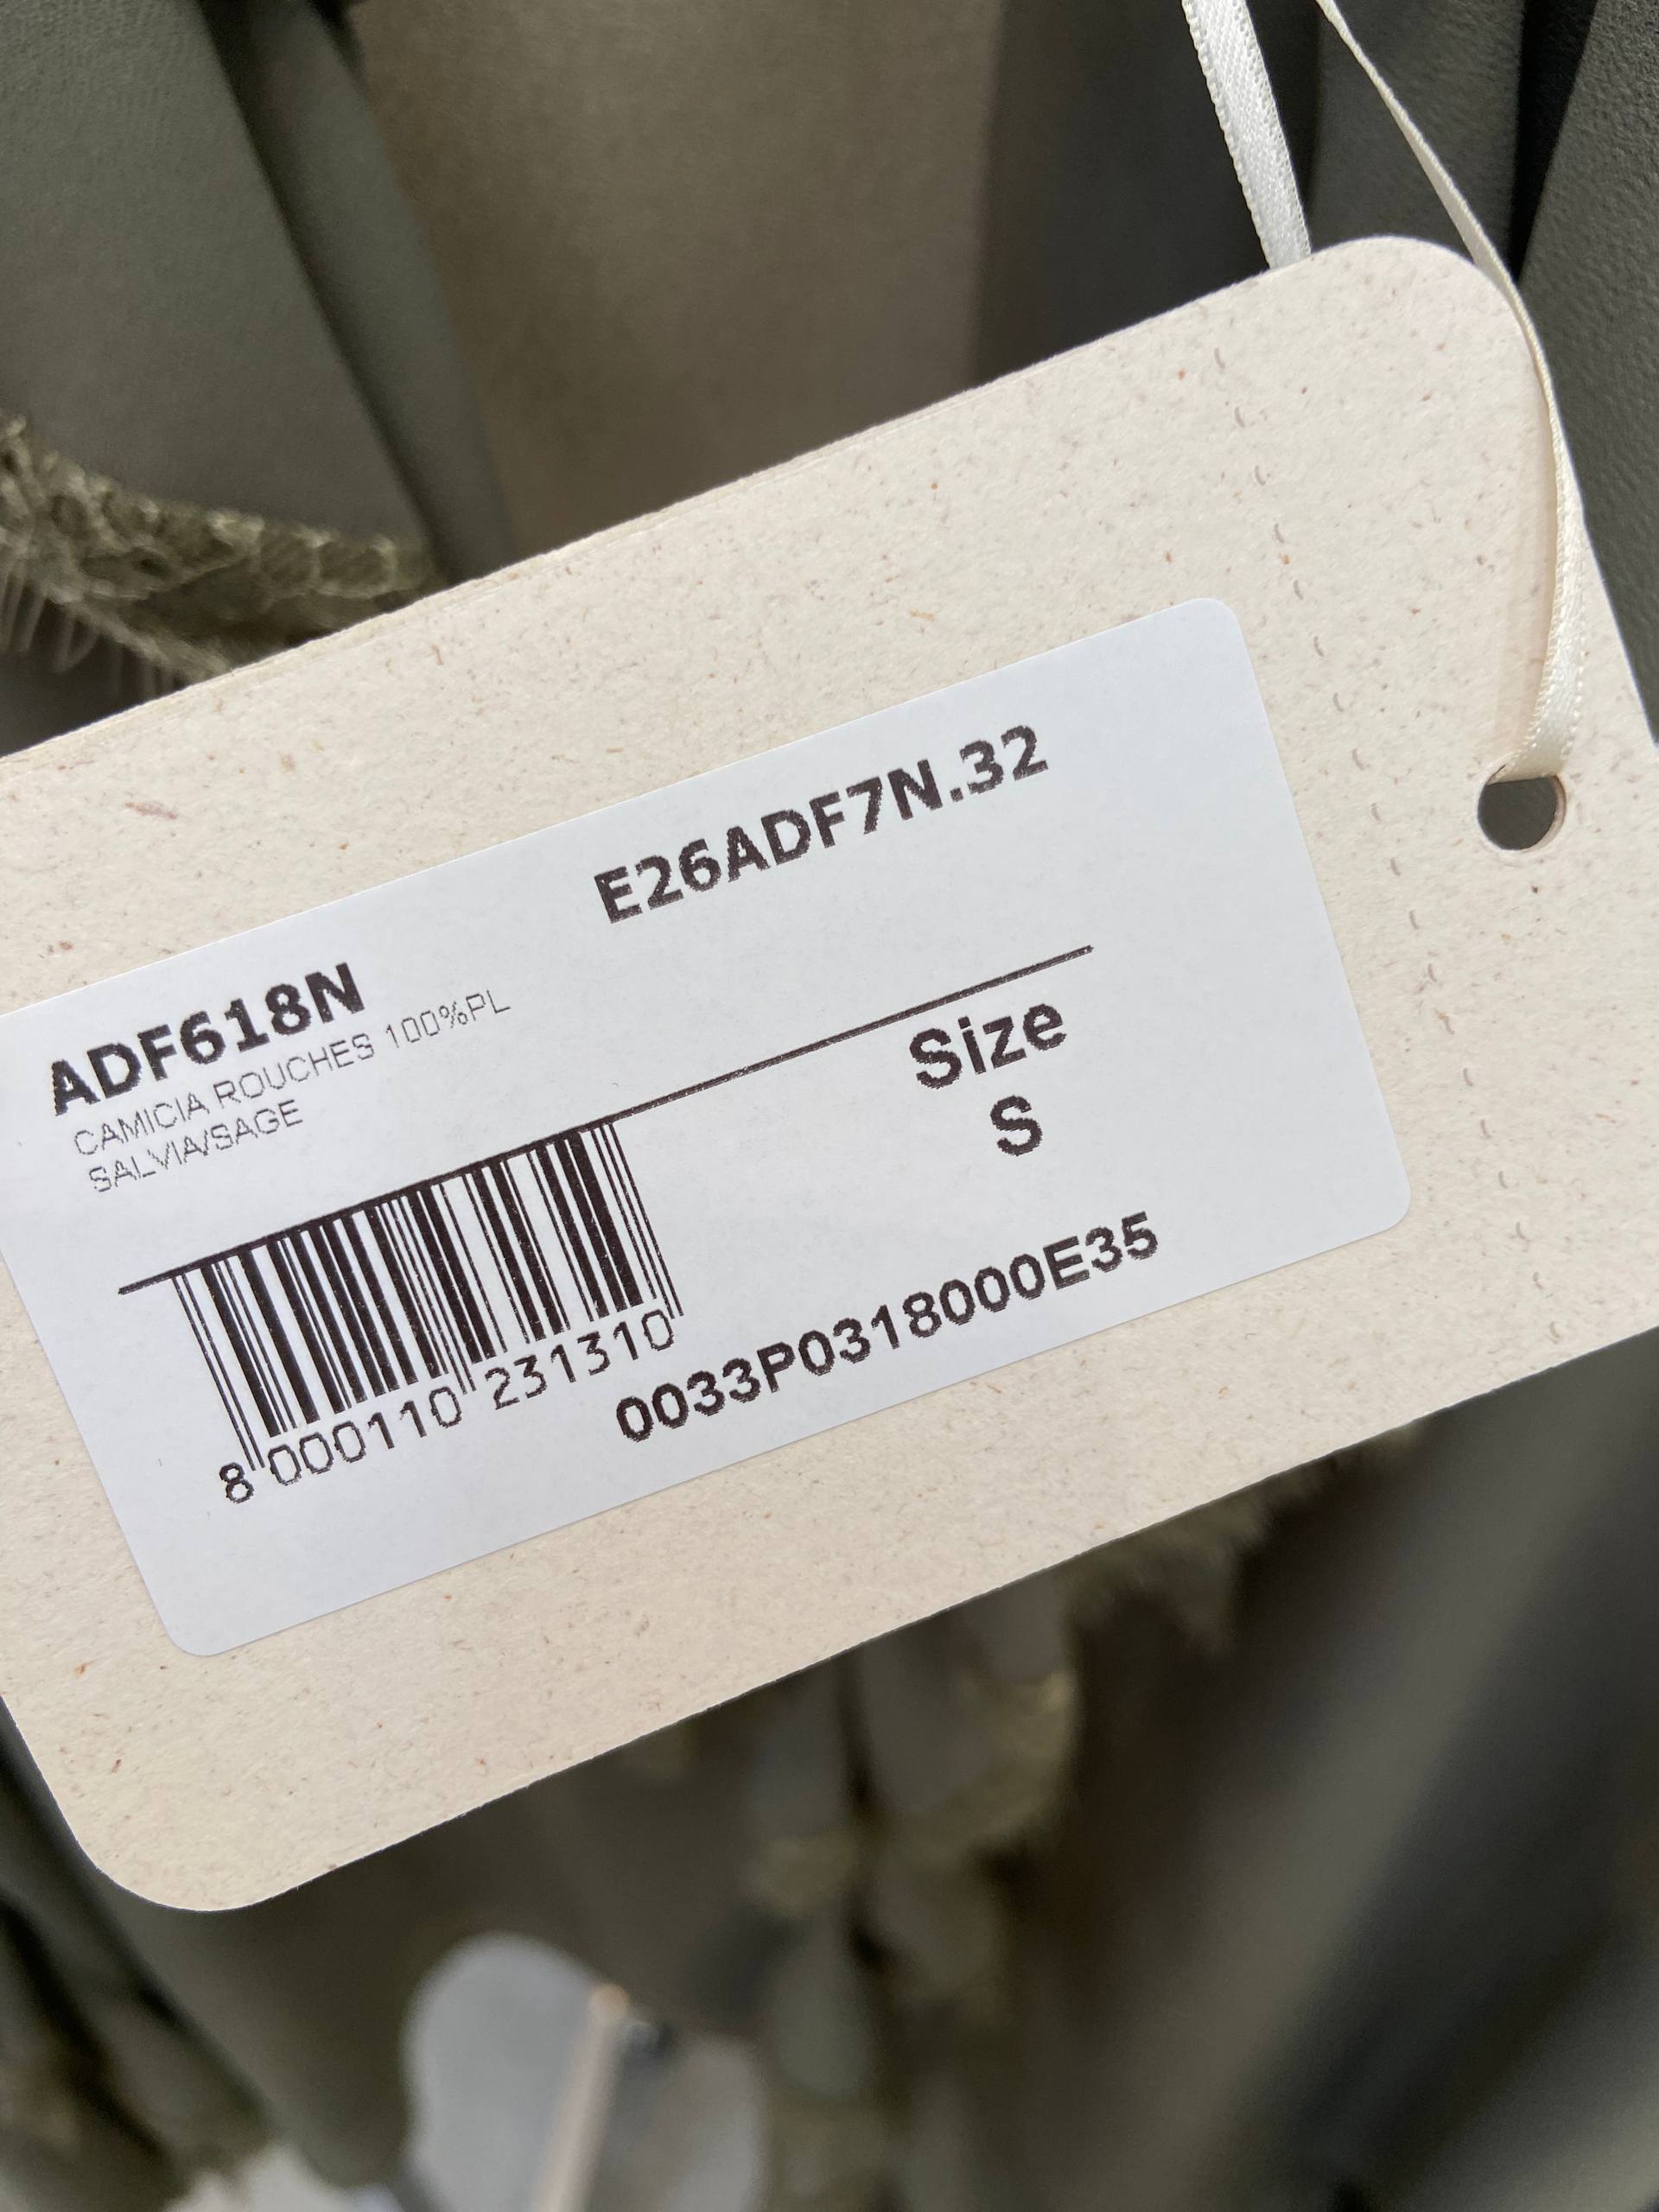 E26ADF7N.32
ADF618N
CAMICIA ROUCHES 100%PL
SALVIA/SAGE
Size
S
8 000110 231310
0033P0318000E35